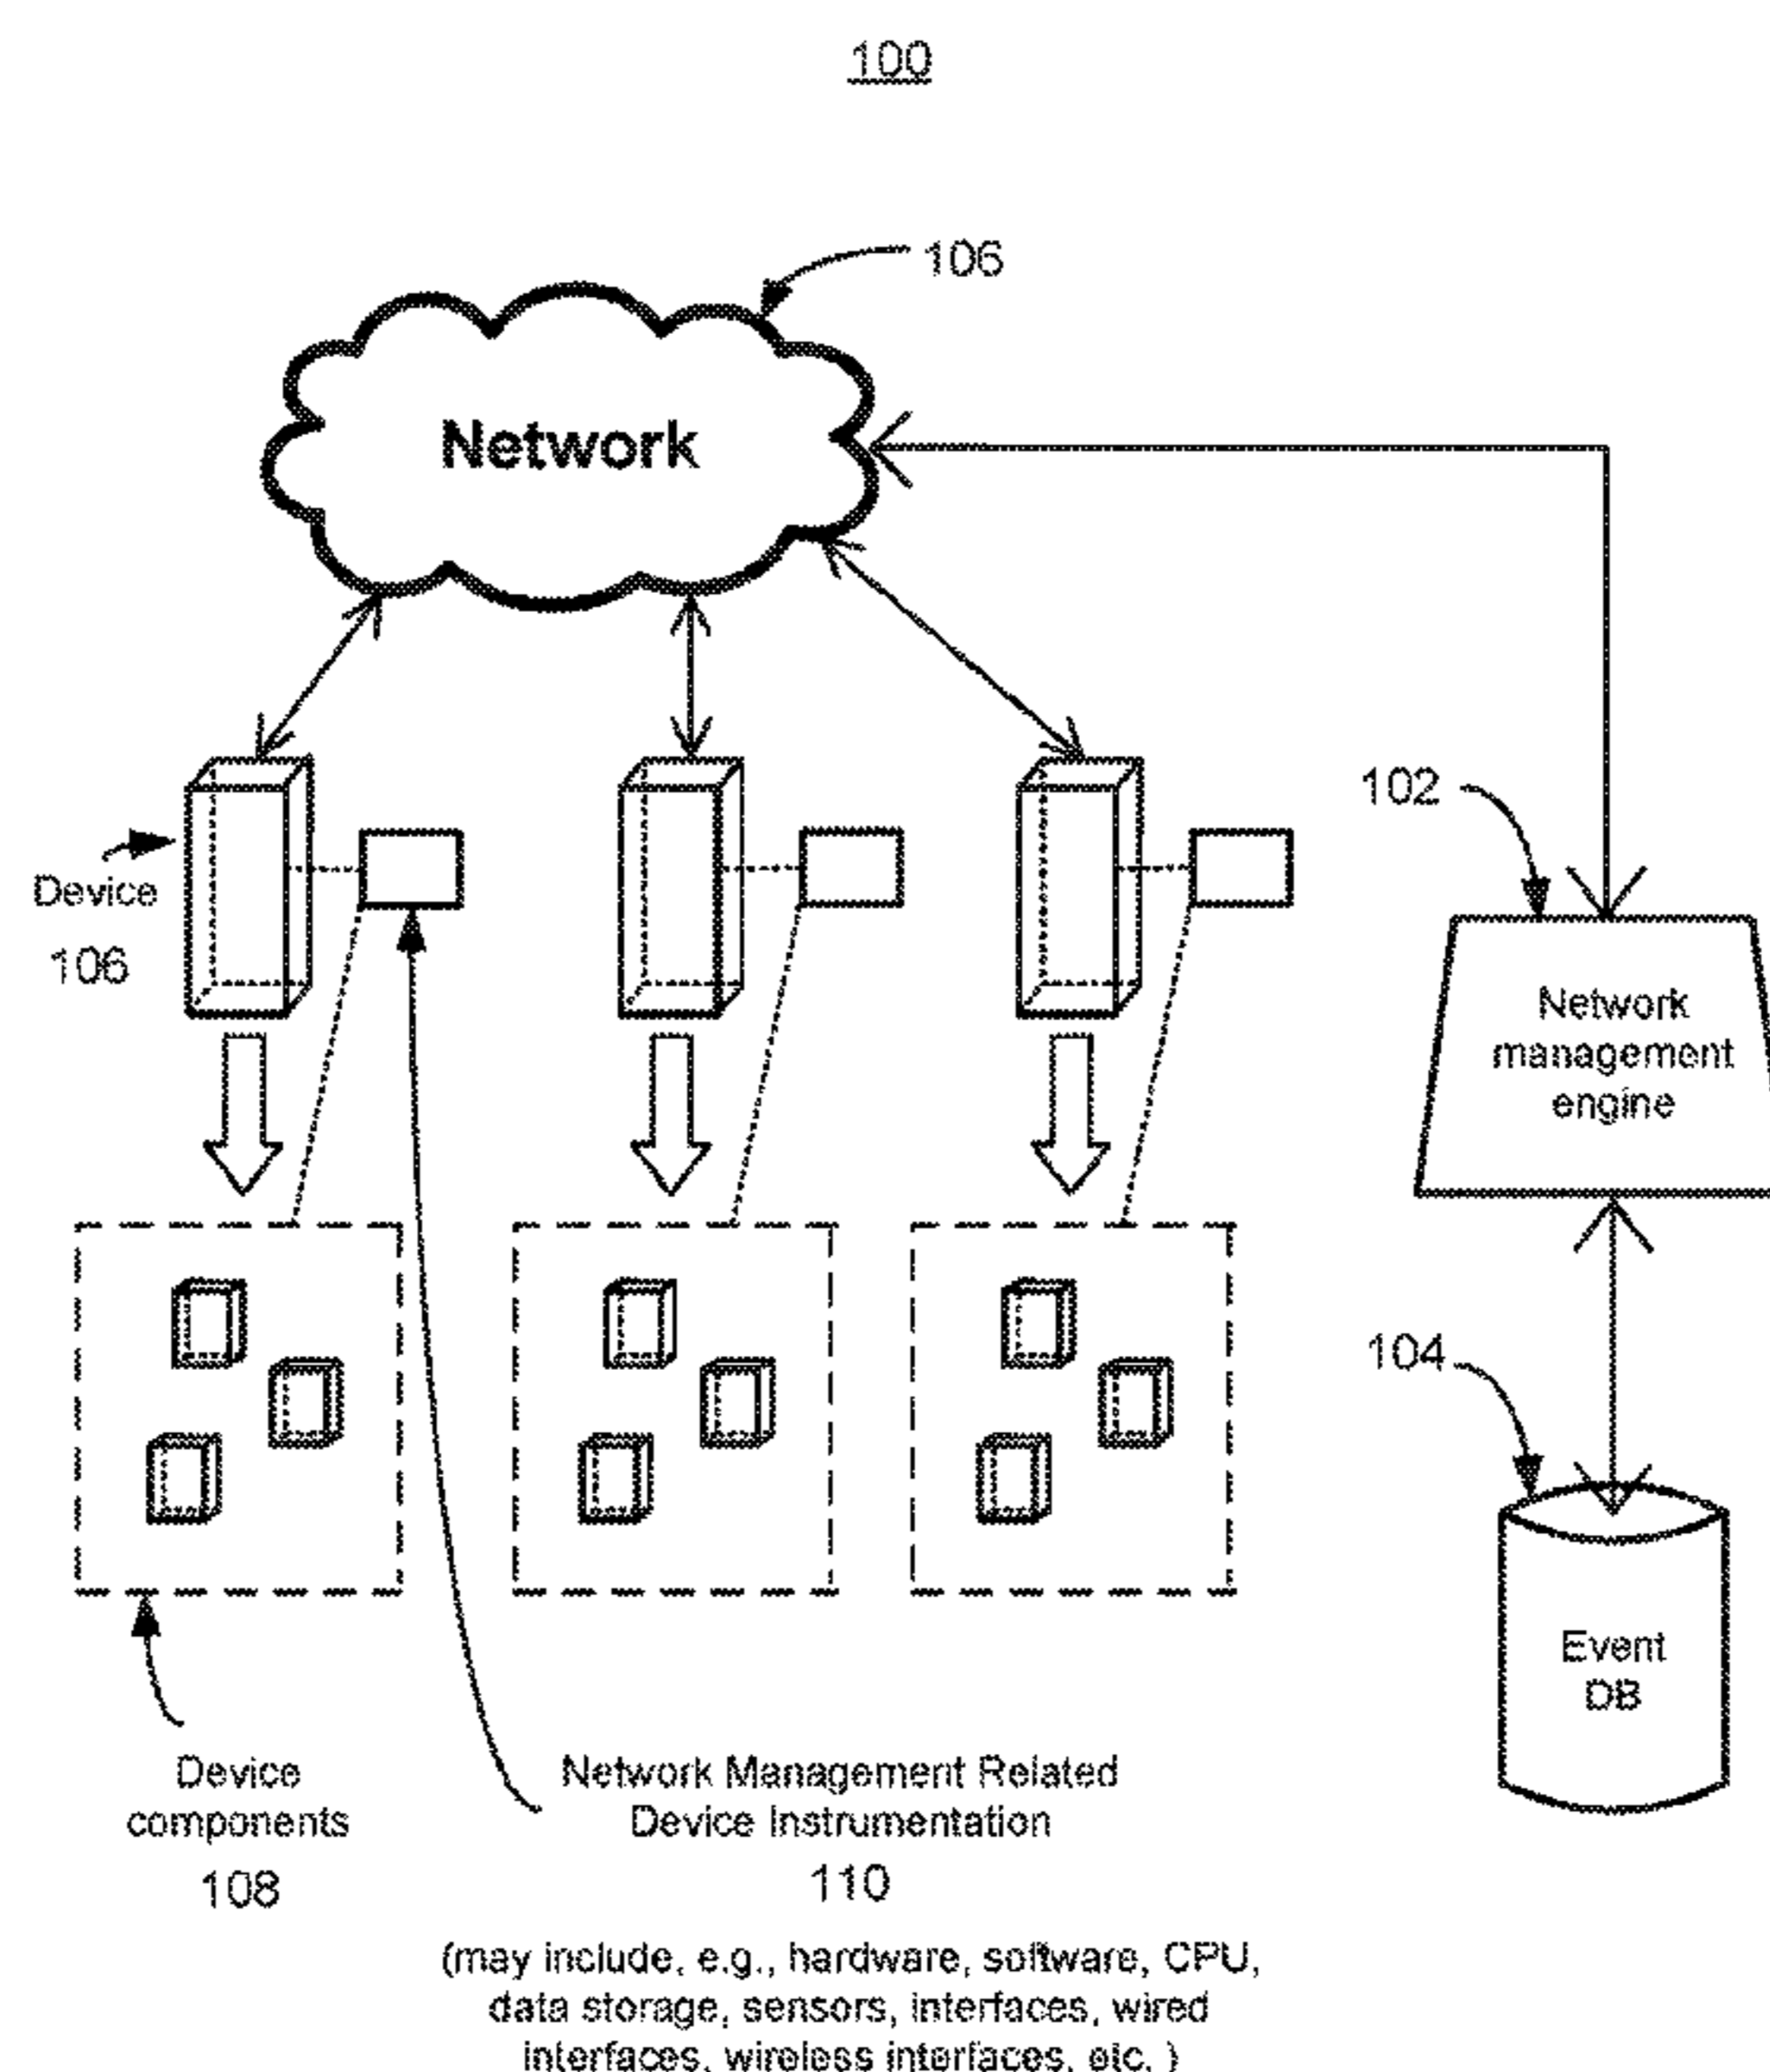 100
106
Network
102
Device
106
Network
management
engine
104
Event
DB
Device
components
108
Network Management Related
Device Instrumentation
110
(may include, e.g., hardware, software, CPU,
data storage, sensors, interfaces, wired
interfaces, wireless interfaces, etc. )